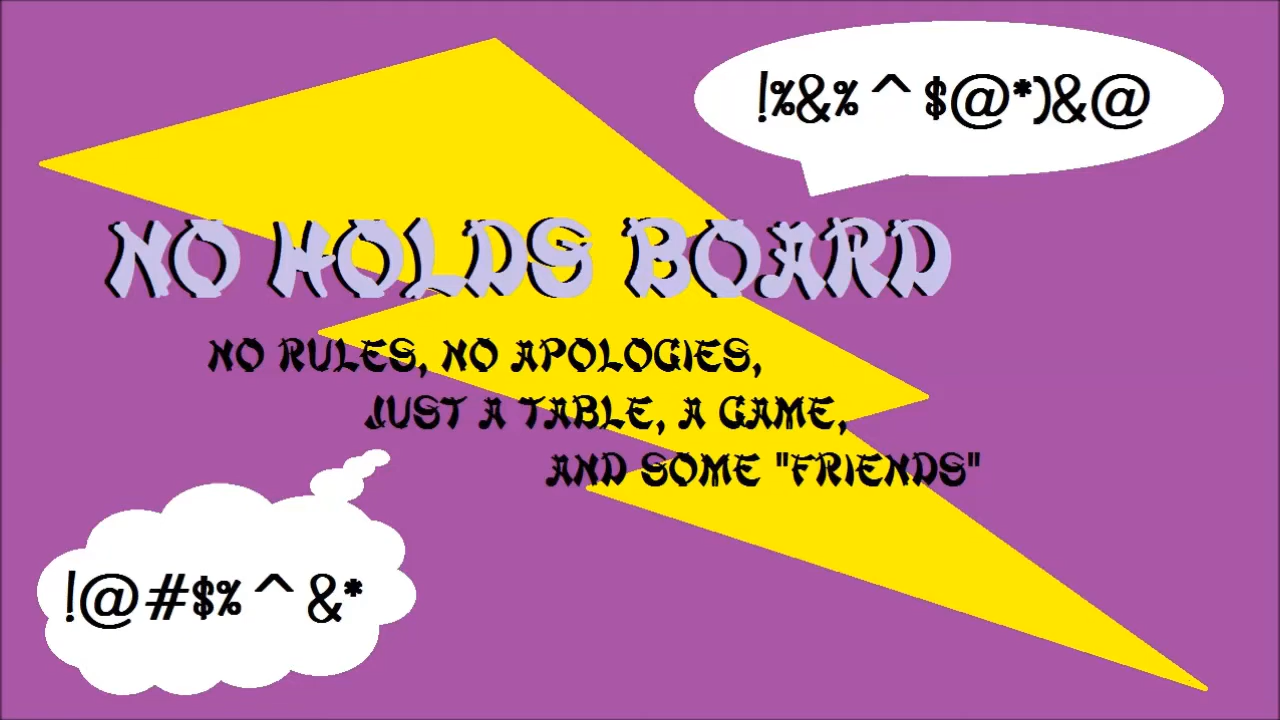 !%&%^$@*)&@
NO HOLDS BOARD
NO RULES, NO APOLOGIES,
JUST A TABLE, A GAME,
AND SOME "FRIENDS"
!@#$%^&*